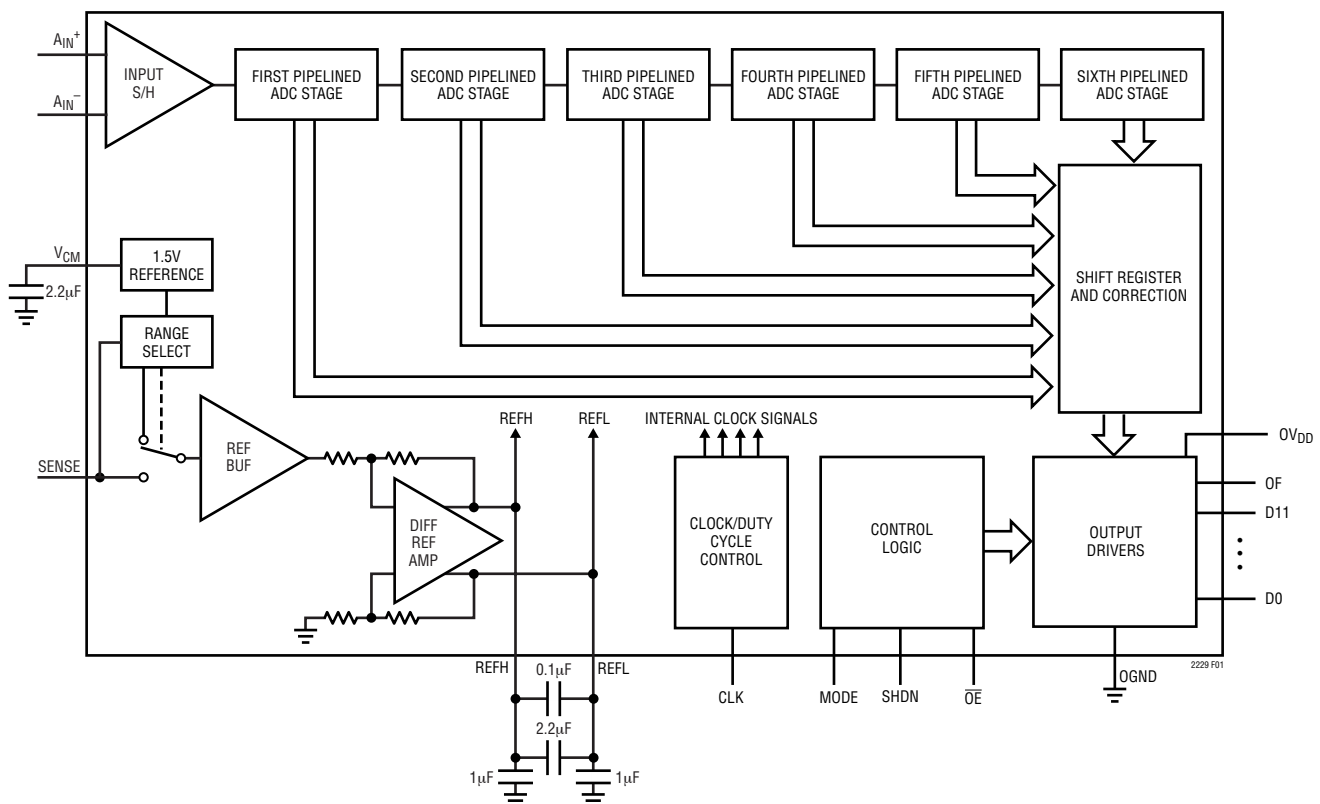 AIN+
AIN−
INPUT
S/H
FIRST PIPELINED
ADC STAGE
SECOND PIPELINED
ADC STAGE
THIRD PIPELINED
ADC STAGE
FOURTH PIPELINED
ADC STAGE
FIFTH PIPELINED
ADC STAGE
SIXTH PIPELINED
ADC STAGE
SHIFT REGISTER
AND CORRECTION
VCM
2.2µF
1.5V
REFERENCE
RANGE
SELECT
SENSE
REF
BUF
DIFF
REF
AMP
REFH
REFL
INTERNAL CLOCK SIGNALS
CLOCK/DUTY
CYCLE
CONTROL
CONTROL
LOGIC
OUTPUT
DRIVERS
OVDD
OF
D11
D0
REFH
0.1µF
REFL
2.2µF
1µF
1µF
CLK
MODE
SHDN
O̅E̅
OGND
2229 F01